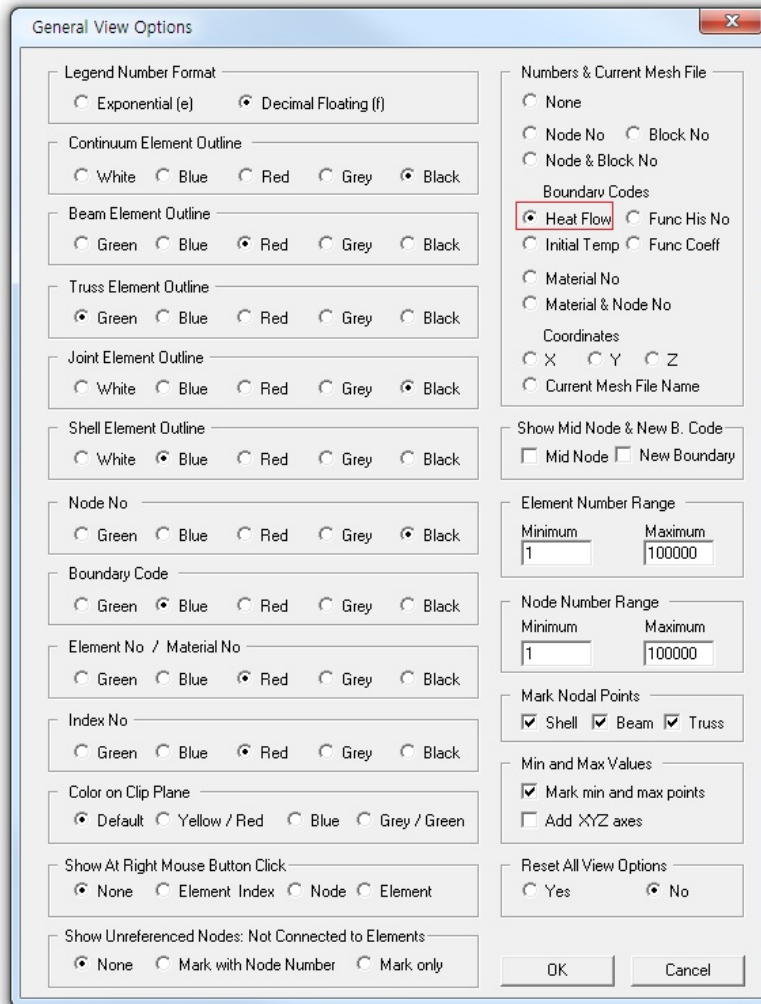 General View Options
Legend Number Format
Exponential (e) Decimal Floating (f)
Continuum Element Outline
White Blue Red Grey Black
Beam Element Outline
Green Blue Red Grey Black
Truss Element Outline
Green Blue Red Grey Black
Joint Element Outline
White Blue Red Grey Black
Shell Element Outline
White Blue Red Grey Black
Node No
Green Blue Red Grey Black
Boundary Code
Green Blue Red Grey Black
Element No / Material No
Green Blue Red Grey Black
Index No
Green Blue Red Grey Black
Color on Clip Plane
Default Yellow / Red Blue Grey / Green
Show At Right Mouse Button Click
None Element Index Node Element
Show Unreferenced Nodes: Not Connected to Elements
None Mark with Node Number Mark only
Numbers & Current Mesh File
None
Node No Block No
Node & Block No
Boundary Codes
Heat Flow Func His No
Initial Temp Func Coeff
Material No
Material & Node No
Coordinates
X Y Z
Current Mesh File Name
Show Mid Node & New B. Code
Mid Node New Boundary
Element Number Range
Minimum Maximum
1 100000
Node Number Range
Minimum Maximum
1 100000
Mark Nodal Points
Shell Beam Truss
Min and Max Values
Mark min and max points
Add XYZ axes
Reset All View Options
Yes No
OK Cancel